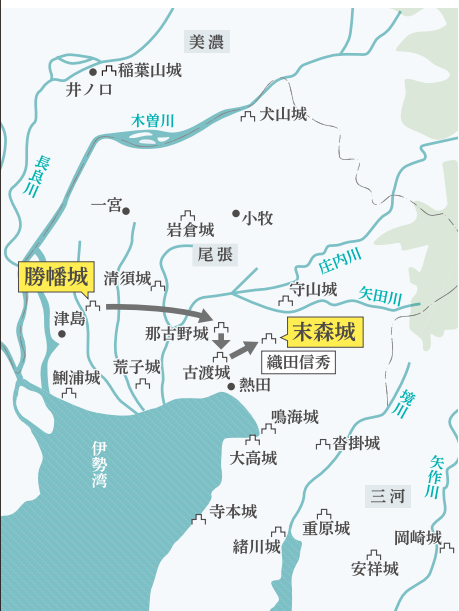 美濃
稲葉山城
井ノ口
木曽川
犬山城
長良川
一宮
岩倉城
小牧
尾張
庄内川
勝幡城
清須城
守山城
矢田川
津島
那古野城
末森城
織田信秀
荒子城
古渡城
鯏浦城
熱田
境川
鳴海城
伊勢湾
大高城
沓掛城
矢作川
三河
寺本城
重原城
緒川城
岡崎城
安祥城